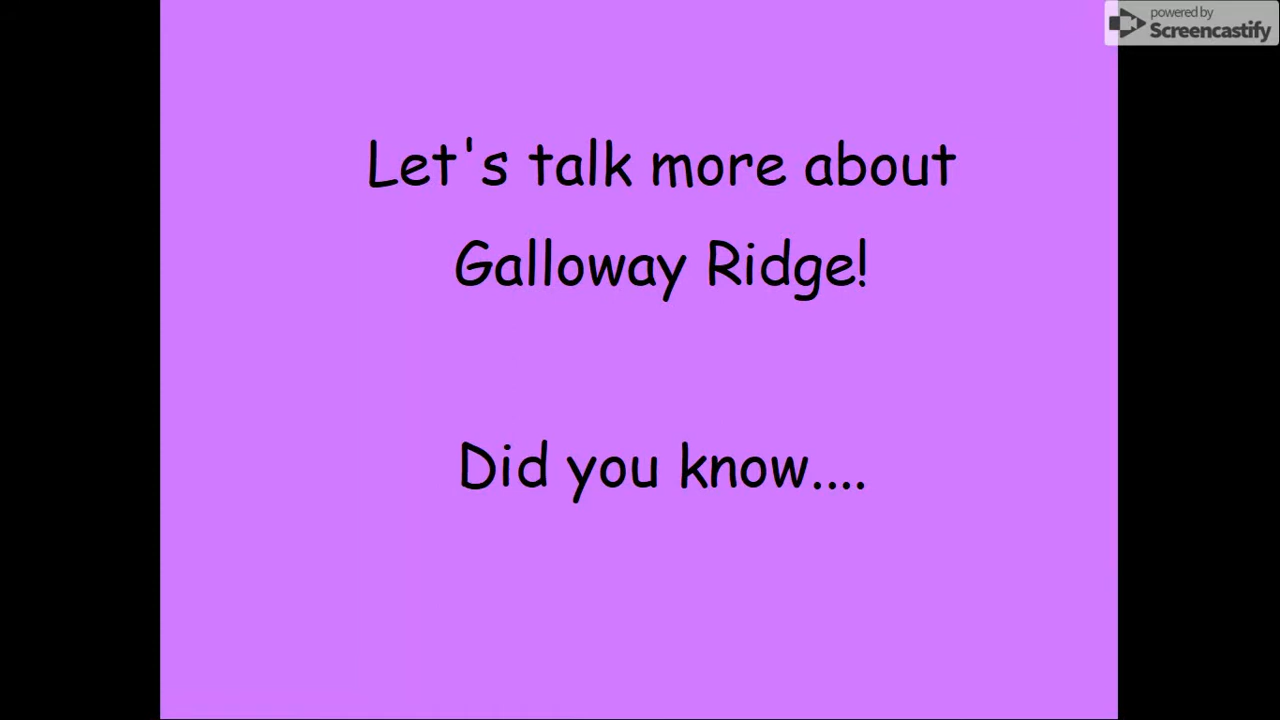 powered by
Screencastify
Let's talk more about
Galloway Ridge!
Did you know....